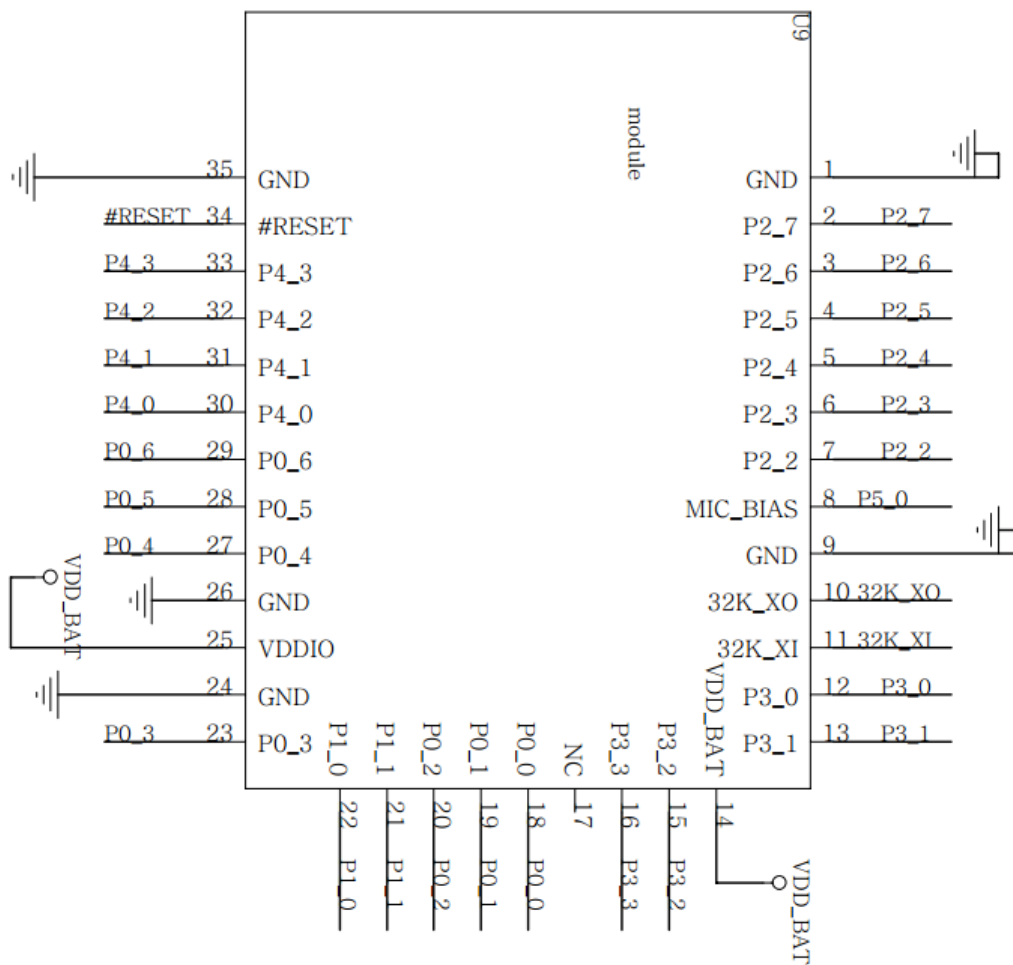 U9
module
35 GND
GND 1
#RESET 34 #RESET
P2_7 2 P2_7
P4_3 33 P4_3
P2_6 3 P2_6
P4_2 32 P4_2
P2_5 4 P2_5
P4_1 31 P4_1
P2_4 5 P2_4
P4_0 30 P4_0
P2_3 6 P2_3
P0_6 29 P0_6
P2_2 7 P2_2
P0_5 28 P0_5
MIC_BIAS 8 P5_0
P0_4 27 P0_4
GND 9
VDD_BAT
26 GND
32K_XO 10 32K_XO
25 VDDIO
32K_XI 11 32K_XI
24 GND
P3_0 12 P3_0
P0_3 23 P0_3
P3_1 13 P3_1
P1_0 22 P1_0
P1_1 21 P1_1
P0_2 20 P0_2
P0_1 19 P0_1
P0_0 18 P0_0
NC 17
P3_3 16 P3_3
P3_2 15 P3_2
VDD_BAT 14
VDD_BAT